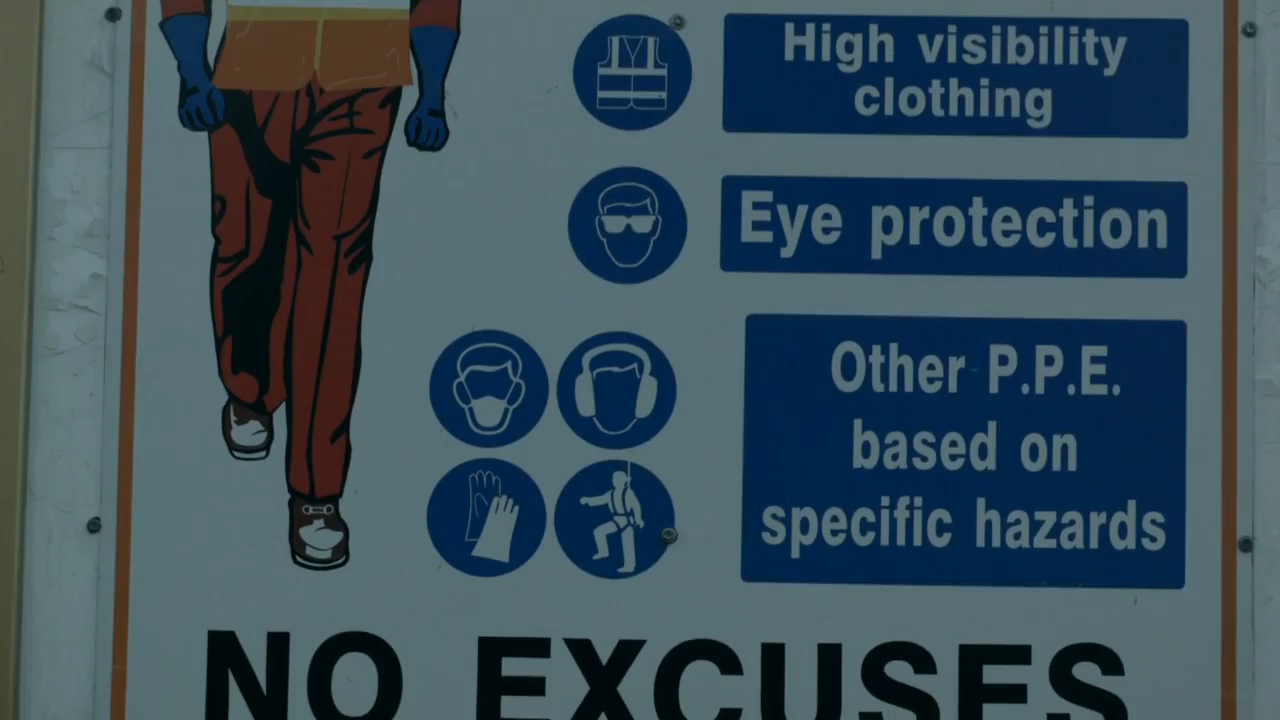 High visibility
clothing
Eye protection
Other P.P.E.
based on
specific hazards
NO EXCUSES